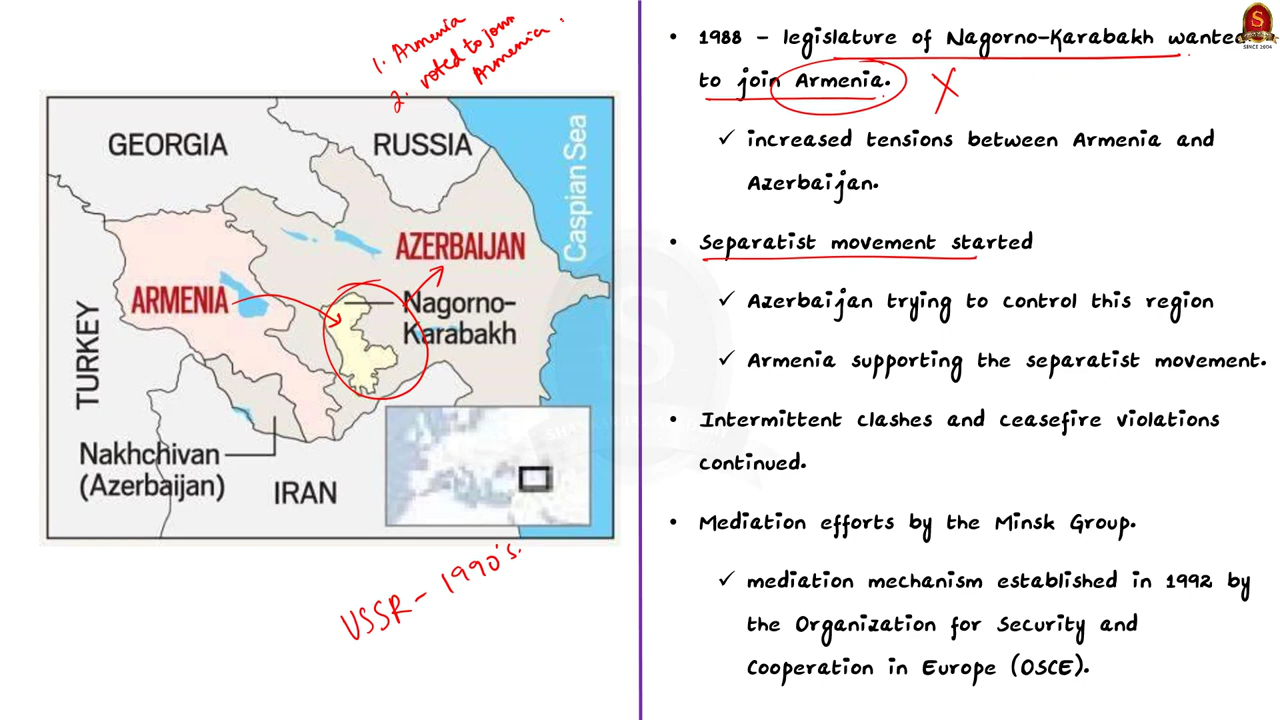 1. Armenia
2. voted to join
Armenia.
GEORGIA
RUSSIA
Caspian Sea
AZERBAIJAN
ARMENIA
Nagorno-
Karabakh
TURKEY
Nakhchivan
(Azerbaijan)
IRAN
USSR - 1990's.
• 1988 - legislature of Nagorno-Karabakh wanted
to join Armenia.
✓ increased tensions between Armenia and
Azerbaijan.
• Separatist movement started
✓ Azerbaijan trying to control this region
✓ Armenia supporting the separatist movement.
• Intermittent clashes and ceasefire violations
continued.
• Mediation efforts by the Minsk Group.
✓ mediation mechanism established in 1992 by
the Organization for Security and
Cooperation in Europe (OSCE).
S
SINCE 2004